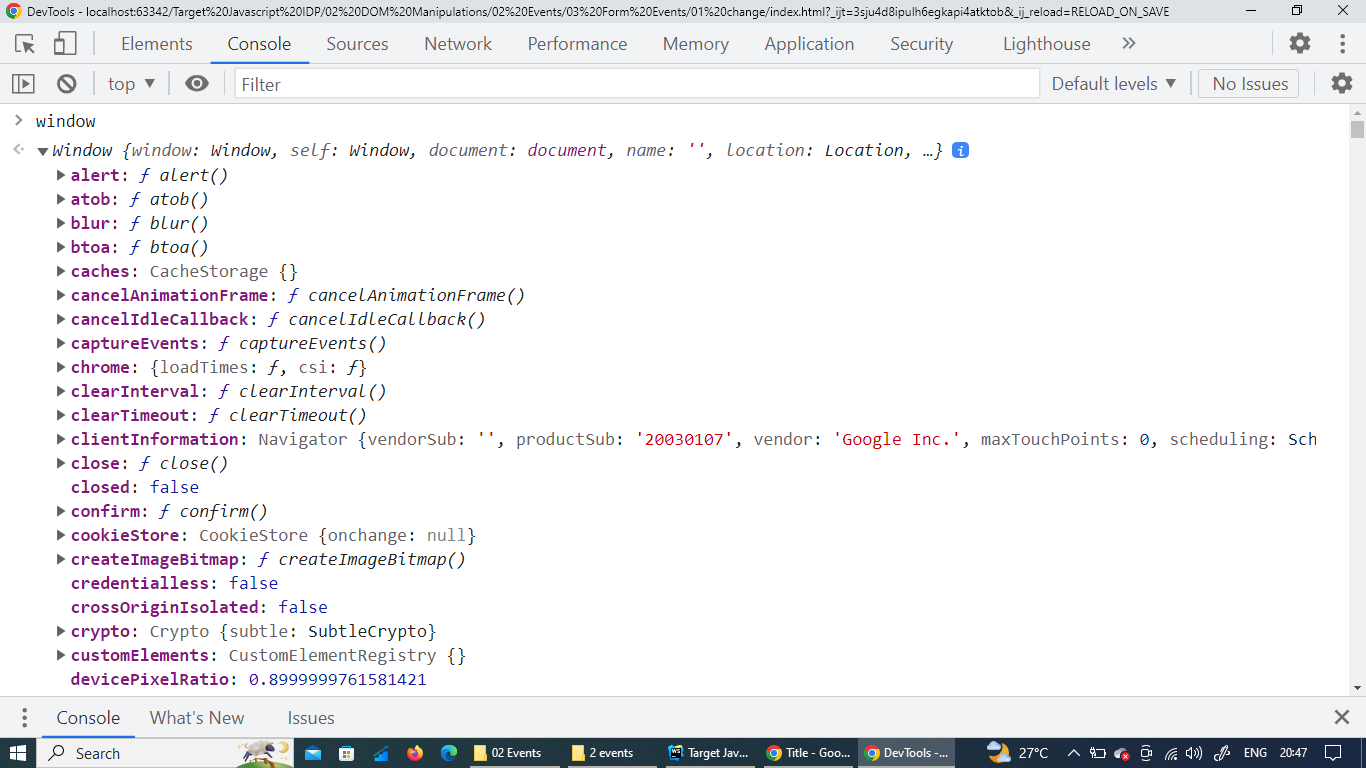 DevTools - localhost:63342/Target%20Javascript%20IDP/02%20DOM%20Manipulations/02%20Events/03%20Form%20Events/01%20change/index.html?_ijt=3sju4d8ipulh6egkapi4atktob&_ij_reload=RELOAD_ON_SAVE
Elements Console Sources Network Performance Memory Application Security Lighthouse »
top ▼ Filter Default levels ▼ No Issues
> window
Window {window: Window, self: Window, document: document, name: '', location: Location, …} i
alert: ƒ alert()
atob: ƒ atob()
blur: ƒ blur()
btoa: ƒ btoa()
caches: CacheStorage {}
cancelAnimationFrame: ƒ cancelAnimationFrame()
cancelIdleCallback: ƒ cancelIdleCallback()
captureEvents: ƒ captureEvents()
chrome: {loadTimes: ƒ, csi: ƒ}
clearInterval: ƒ clearInterval()
clearTimeout: ƒ clearTimeout()
clientInformation: Navigator {vendorSub: '', productSub: '20030107', vendor: 'Google Inc.', maxTouchPoints: 0, scheduling: Sch
close: ƒ close()
closed: false
confirm: ƒ confirm()
cookieStore: CookieStore {onchange: null}
createImageBitmap: ƒ createImageBitmap()
credentialless: false
crossOriginIsolated: false
crypto: Crypto {subtle: SubtleCrypto}
customElements: CustomElementRegistry {}
devicePixelRatio: 0.8999999761581421
Console What's New Issues
Search 02 Events 2 events WS Target Jav... Title - Goo... DevTools -... 27°C ENG 20:47